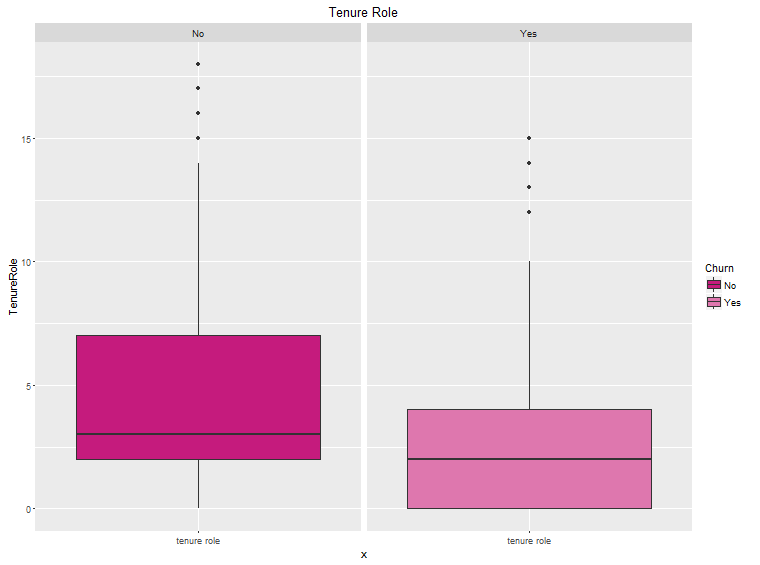 Tenure Role
No
Yes
TenureRole
15
10
5
0
tenure role
tenure role
x
Churn
No
Yes